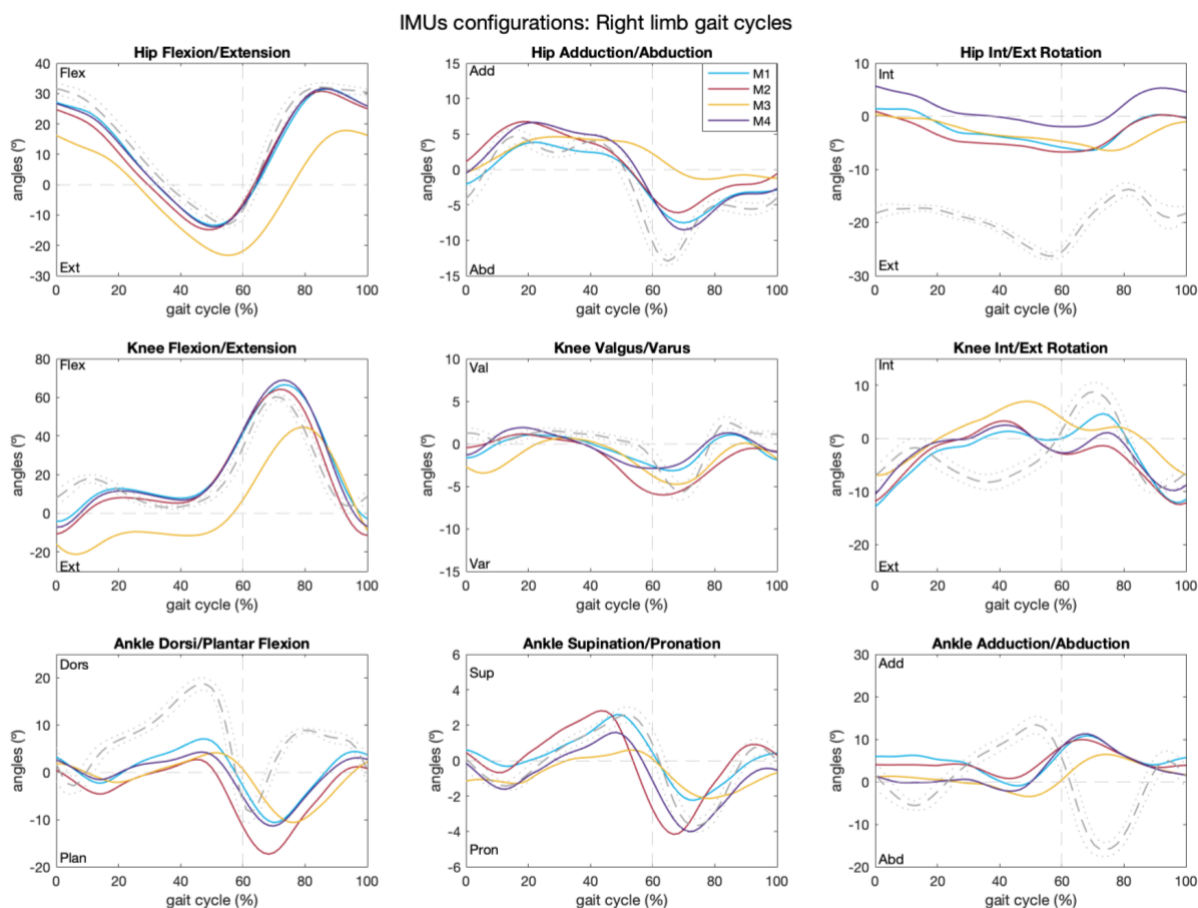 IMUs configurations: Right limb gait cycles
Hip Flexion/Extension
Flex
Ext
angles (º)
40
30
20
10
0
-10
-20
-30
0
20
40
60
80
100
gait cycle (%)
Hip Adduction/Abduction
Add
Abd
M1
M2
M3
M4
angles (º)
15
10
5
0
-5
-10
-15
0
20
40
60
80
100
gait cycle (%)
Hip Int/Ext Rotation
Int
Ext
angles (º)
10
0
-10
-20
-30
0
20
40
60
80
100
gait cycle (%)
Knee Flexion/Extension
Flex
Ext
angles (º)
80
60
40
20
0
-20
0
20
40
60
80
100
gait cycle (%)
Knee Valgus/Varus
Val
Var
angles (º)
10
5
0
-5
-10
-15
0
20
40
60
80
100
gait cycle (%)
Knee Int/Ext Rotation
Int
Ext
angles (º)
10
0
-10
-20
0
20
40
60
80
100
gait cycle (%)
Ankle Dorsi/Plantar Flexion
Dors
Plan
angles (º)
20
10
0
-10
-20
0
20
40
60
80
100
gait cycle (%)
Ankle Supination/Pronation
Sup
Pron
angles (º)
6
4
2
0
-2
-4
-6
0
20
40
60
80
100
gait cycle (%)
Ankle Adduction/Abduction
Add
Abd
angles (º)
30
20
10
0
-10
-20
0
20
40
60
80
100
gait cycle (%)